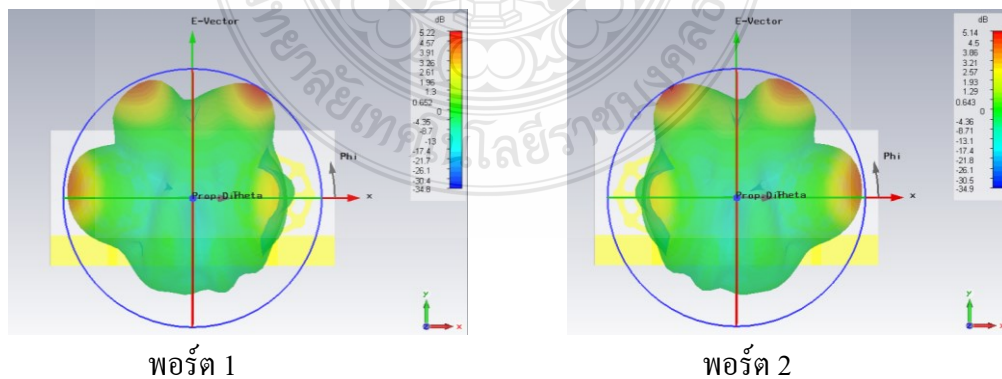 E-Vector
dB
5.22
4.57
3.91
3.26
2.61
1.96
1.3
0.652
0
-4.35
-8.7
-13
-17.4
-21.7
-26.1
-30.4
-34.8
Phi
Theta
x
y
x
พอร์ต 1
E-Vector
dB
5.14
4.5
3.86
3.21
2.57
1.93
1.29
0.643
0
-4.36
-8.71
-13
-17.4
-21.8
-26.1
-30.5
-34.9
Phi
Theta
x
y
x
พอร์ต 2